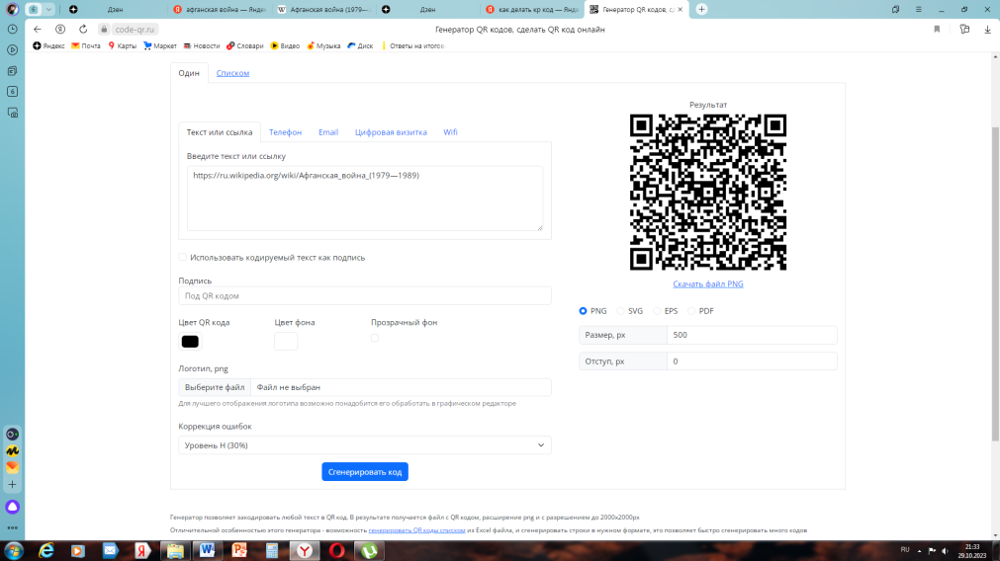 6
Дзен
афганская война — Яндек
Афганская война (1979—
Дзен
как делать кр код — Янде
Генератор QR кодов, с
code-qr.ru
Генератор QR кодов, сделать QR код онлайн
Яндекс
Почта
Карты
Маркет
Новости
Словари
Видео
Музыка
Диск
Ответы на итогов
6
Один
Списком
Текст или ссылка
Телефон
Email
Цифровая визитка
Wifi
Введите текст или ссылку
https://ru.wikipedia.org/wiki/Афганская_война_(1979—1989)
Использовать кодируемый текст как подпись
Подпись
Под QR кодом
Цвет QR кода
Цвет фона
Прозрачный фон
Логотип, png
Выберите файл
Файл не выбран
Для лучшего отображения логотипа возможно понадобится его обработать в графическом редакторе
Коррекция ошибок
Уровень H (30%)
Сгенерировать код
Результат
Скачать файл PNG
PNG
SVG
EPS
PDF
Размер, px
500
Отступ, px
0
Генератор позволяет закодировать любой текст в QR код. В результате получается файл с QR кодом, расширение png и с разрешением до 2000x2000px
Отличительной особенностью этого генератора - возможность генерировать QR коды списком из Excel файла, и сгенерировать строки в нужном формате, это позволяет быстро сгенерировать много кодов
RU
21:33
29.10.2023